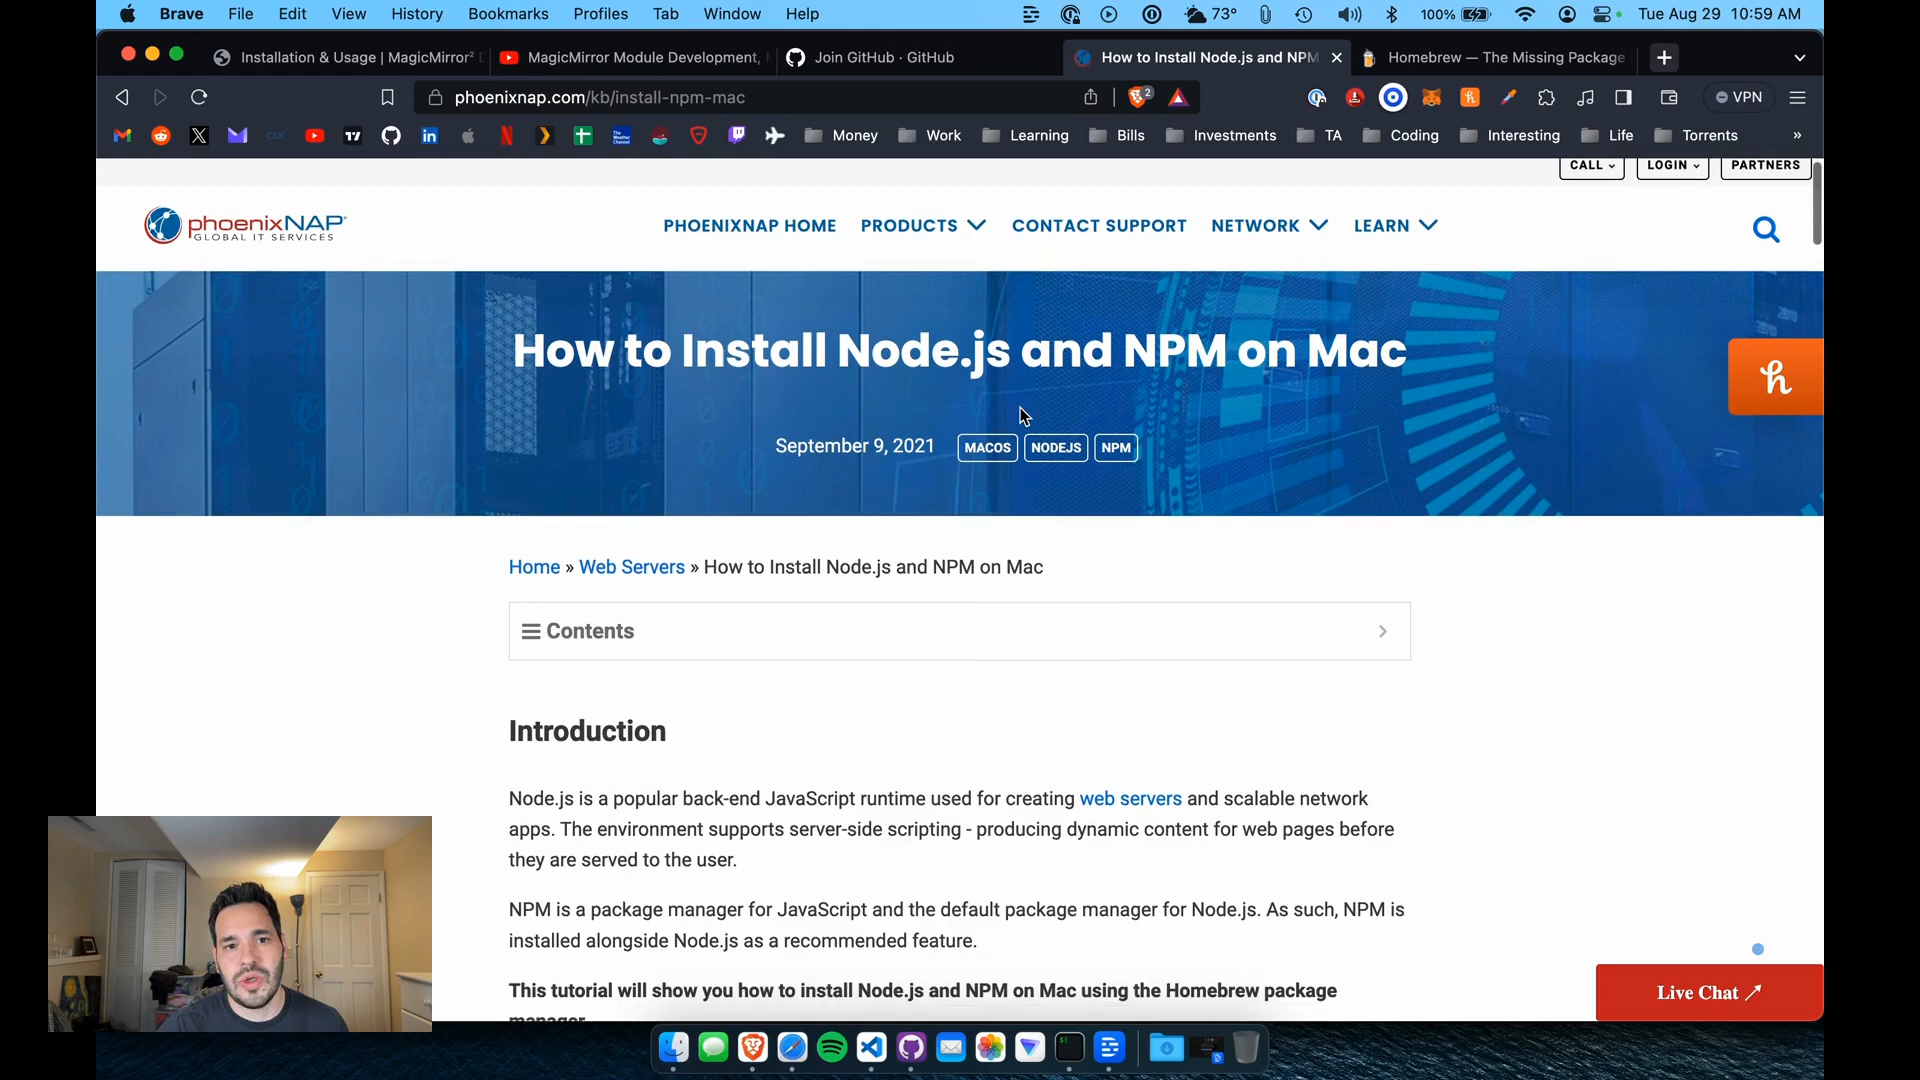 Brave File Edit View History Bookmarks Profiles Tab Window Help 73° 100% Tue Aug 29 10:59 AM
Installation & Usage | MagicMirror² D
MagicMirror Module Development,
Join GitHub · GitHub
How to Install Node.js and NPM
Homebrew — The Missing Package
phoenixnap.com/kb/install-npm-mac
2
VPN
Money Work Learning Bills Investments TA Coding Interesting Life Torrents »
CALL LOGIN PARTNERS
phoenixNAP
GLOBAL IT SERVICES
PHOENIXNAP HOME PRODUCTS CONTACT SUPPORT NETWORK LEARN
How to Install Node.js and NPM on Mac
September 9, 2021 MACOS NODEJS NPM
Home » Web Servers » How to Install Node.js and NPM on Mac
Contents
Introduction
Node.js is a popular back-end JavaScript runtime used for creating web servers and scalable network
apps. The environment supports server-side scripting - producing dynamic content for web pages before
they are served to the user.
NPM is a package manager for JavaScript and the default package manager for Node.js. As such, NPM is
installed alongside Node.js as a recommended feature.
This tutorial will show you how to install Node.js and NPM on Mac using the Homebrew package
manager
Live Chat